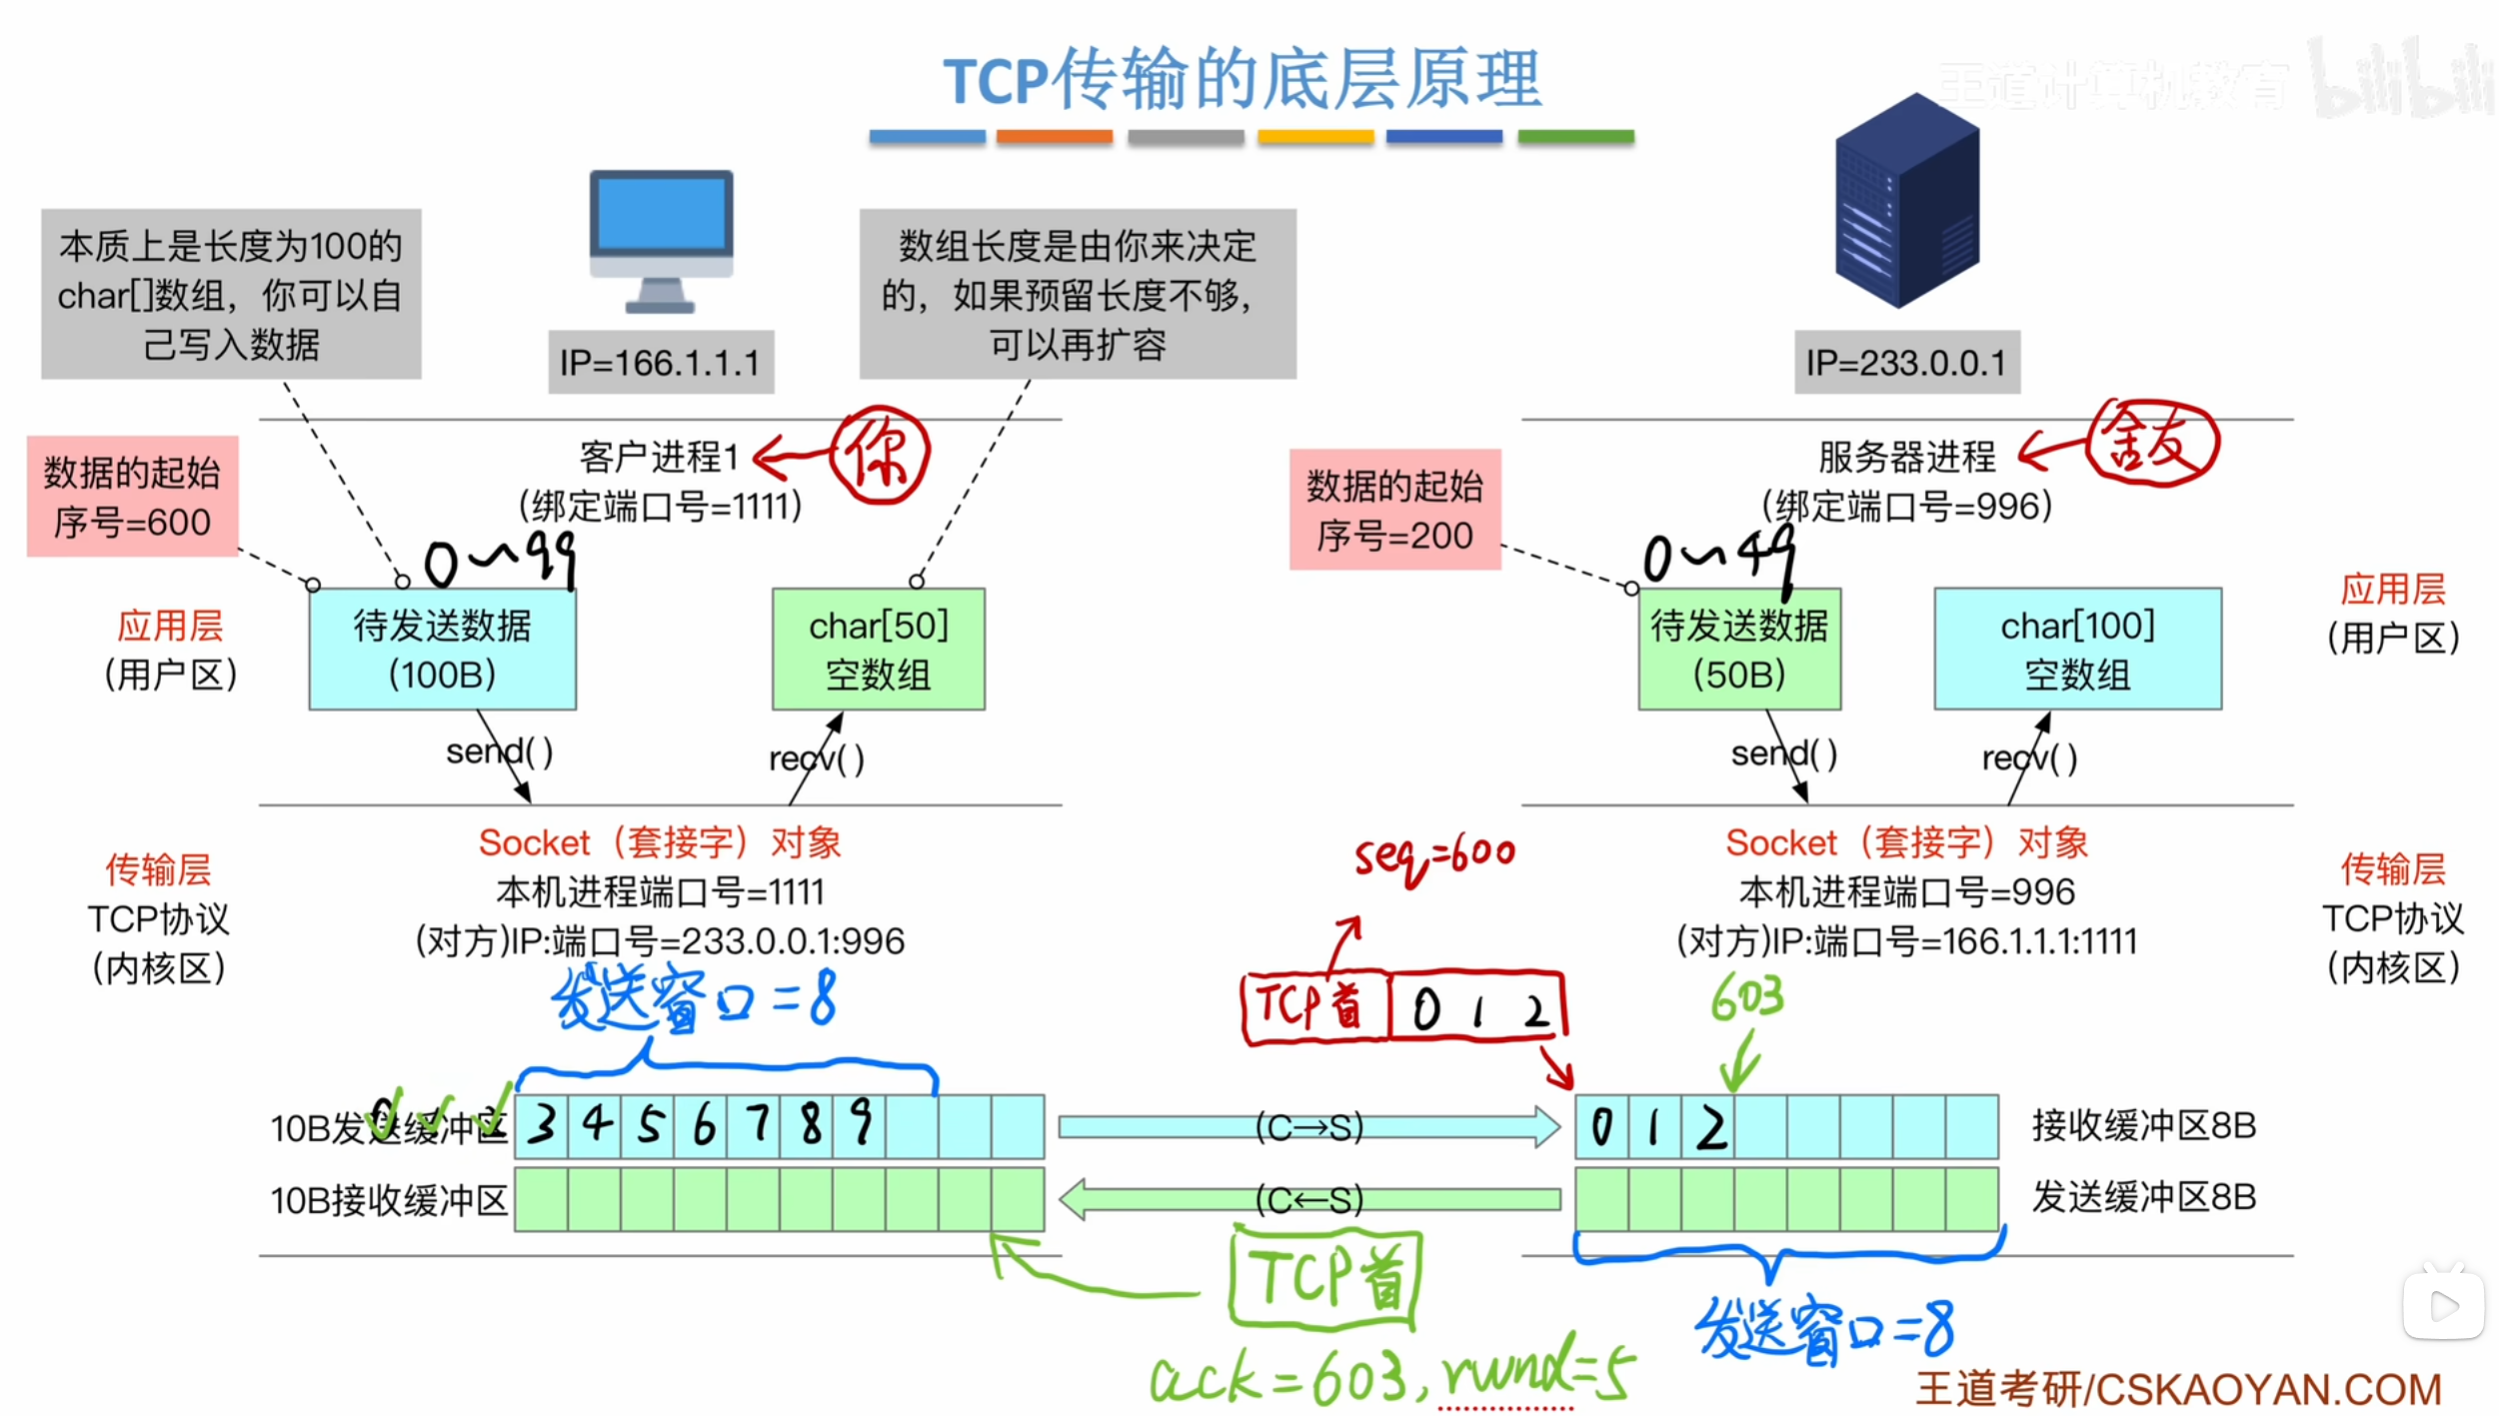 TCP传输的底层原理
王道计算机教育
bilibili
本质上是长度为100的
char[]数组，你可以自
己写入数据
数组长度是由你来决定
的，如果预留长度不够，
可以再扩容
IP=166.1.1.1
IP=233.0.0.1
数据的起始
序号=600
客户进程1
(绑定端口号=1111)
你
数据的起始
序号=200
服务器进程
(绑定端口号=996)
舍友
0~99
0~49
应用层
(用户区)
待发送数据
(100B)
char[50]
空数组
待发送数据
(50B)
char[100]
空数组
应用层
(用户区)
send( )
recv( )
send( )
recv( )
传输层
TCP协议
(内核区)
Socket（套接字）对象
本机进程端口号=1111
(对方)IP:端口号=233.0.0.1:996
seq=600
Socket（套接字）对象
本机进程端口号=996
(对方)IP:端口号=166.1.1.1:1111
传输层
TCP协议
(内核区)
发送窗口=8
TCP首 0 1 2
603
10B发送缓冲区
0 2
3 4 5 6 7 8 9
(C→S)
0 1 2
接收缓冲区8B
10B接收缓冲区
(C←S)
发送缓冲区8B
TCP首
ack=603, rwnd=5
发送窗口=8
王道考研/CSKAOYAN.COM